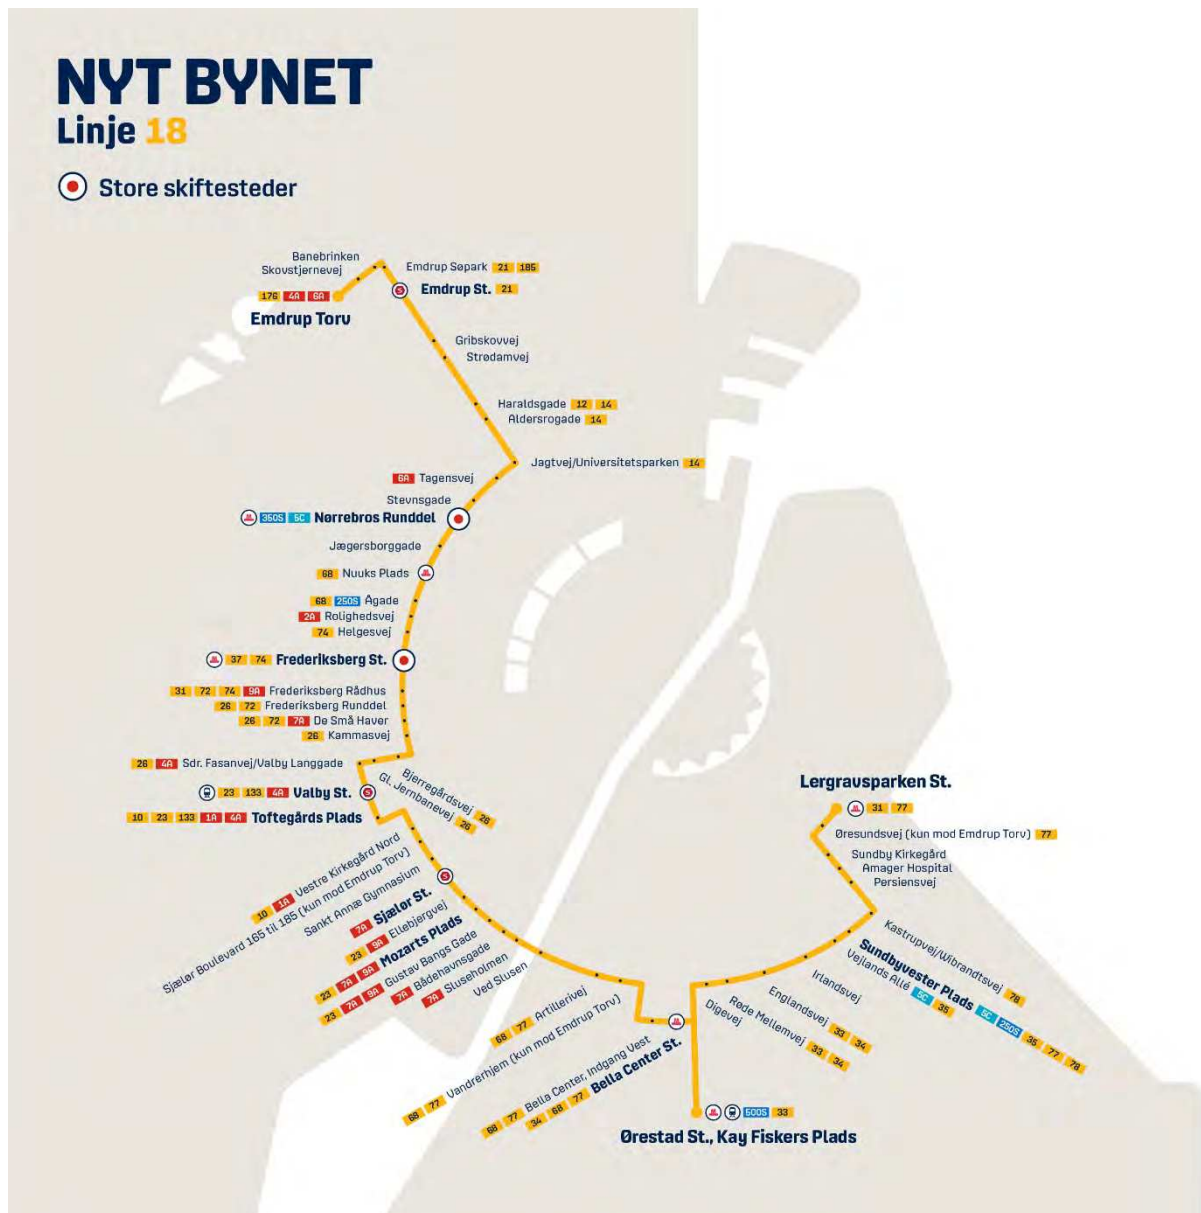 NYT BYNET
Linje 18
Store skiftesteder
Banebrinken
Skovstjernevej
176 4A 6A
Emdrup Torv
Emdrup Søpark 21 185
S Emdrup St. 21
Gribskovvej
Strødamvej
Haraldsgade 12 14
Aldersrogade 14
Jagtvej/Universitetsparken 14
6A Tagensvej
Stevnsgade
350S 5C Nørrebros Runddel
Jægersborggade
68 Nuuks Plads
68 250S Ågade
2A Rolighedsvej
74 Helgesvej
37 74 Frederiksberg St.
31 72 74 9A Frederiksberg Rådhus
26 72 Frederiksberg Runddel
26 72 7A De Små Haver
26 Kammasvej
26 4A Sdr. Fasanvej/Valby Langgade
Bjerregårdsvej 26
Gl. Jernbanevej 26
23 133 4A Valby St. S
10 23 133 1A 4A Toftegårds Plads
10 1A Vestre Kirkegård Nord
Sjælør Boulevard 165 til 185 (kun mod Emdrup Torv)
Sankt Annæ Gymnasium
S
7A Sjælør St.
23 9A Ellebjergvej
23 7A 9A Mozarts Plads
23 7A 9A Gustav Bangs Gade
7A Bådehavnsgade
7A Sluseholmen
Ved Slusen
68 77 Artillerivej
68 77 Vandrerhjem (kun mod Emdrup Torv)
68 77 Bella Center, Indgang Vest
34 68 77 Bella Center St.
500S 33
Ørestad St., Kay Fiskers Plads
Digevej
Røde Mellemvej 33 34
Englandsvej 33 34
Irlandsvej
Vejlands Allé 5C 35
Sundbyvester Plads 5C 250S 35 77 78
Kastrupvej/Wibrandtsvej 78
Persiensvej
Amager Hospital
Sundby Kirkegård
Øresundsvej (kun mod Emdrup Torv) 77
31 77
Lergravsparken St.